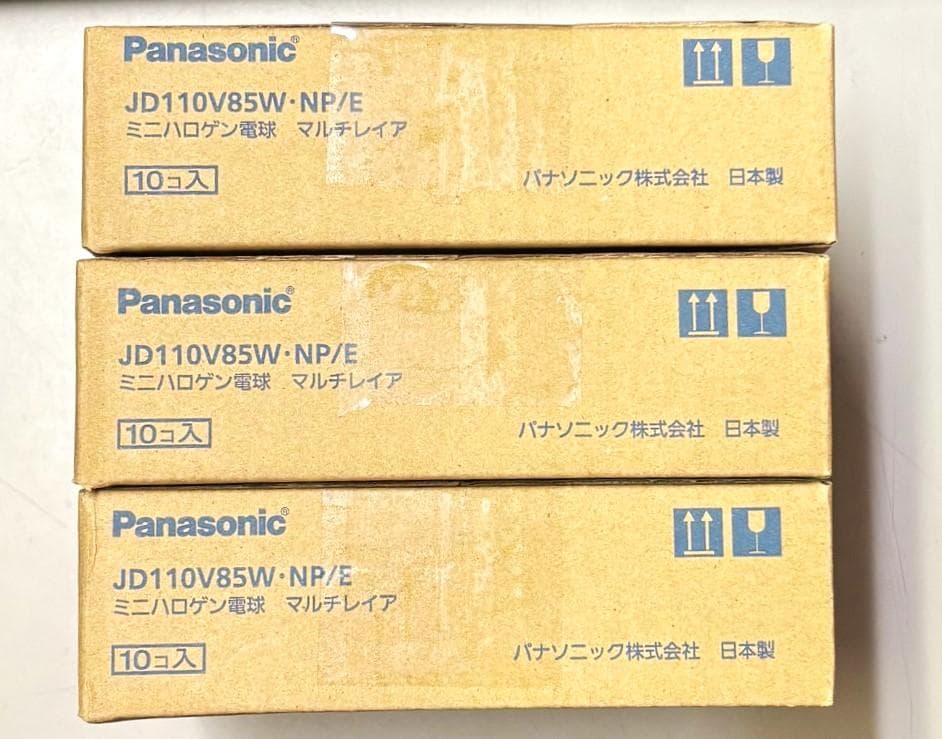 Panasonic®
JD110V85W・NP/E
ミニハロゲン電球 マルチレイア
10コ入
パナソニック株式会社 日本製
Panasonic®
JD110V85W・NP/E
ミニハロゲン電球 マルチレイア
10コ入
パナソニック株式会社 日本製
Panasonic®
JD110V85W・NP/E
ミニハロゲン電球 マルチレイア
10コ入
パナソニック株式会社 日本製